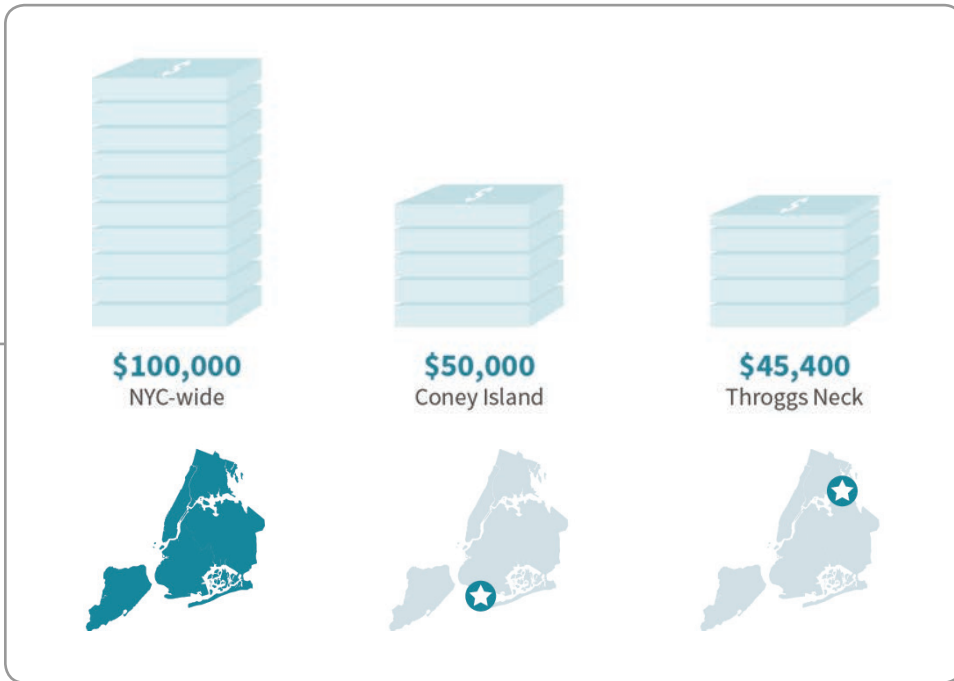 $100,000
NYC-wide
$50,000
Coney Island
$45,400
Throggs Neck